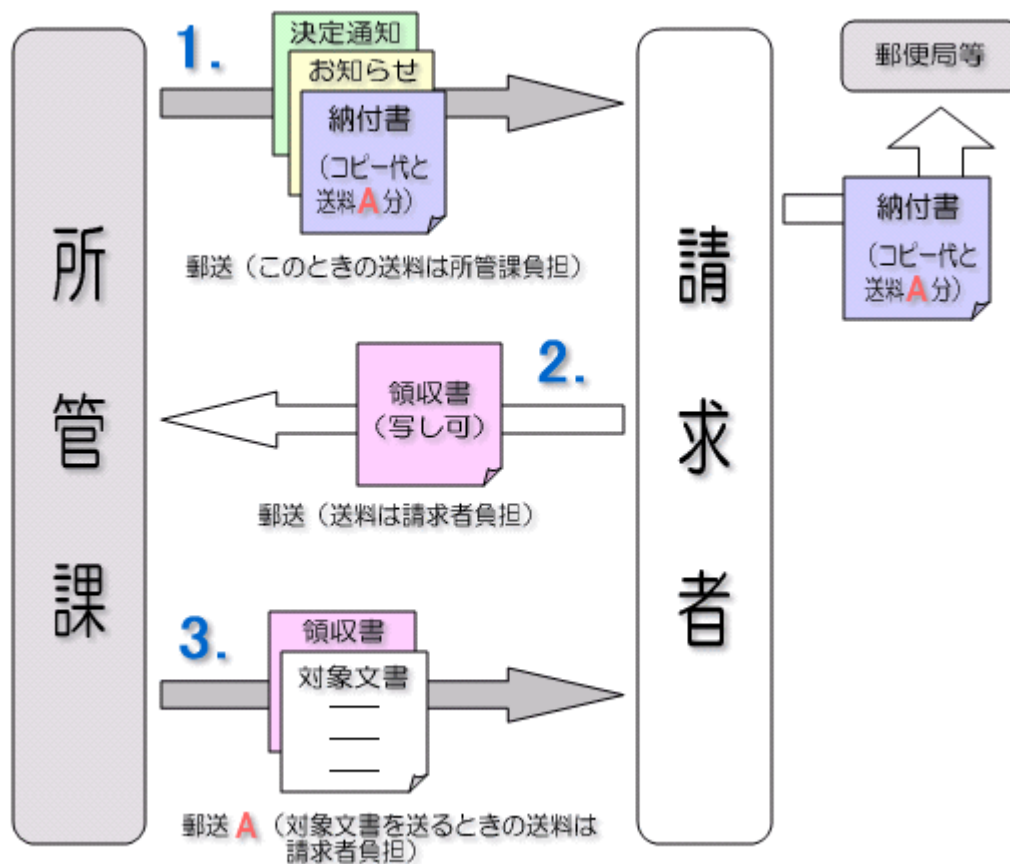 所管課
1.
決定通知
お知らせ
納付書
（コピー代と
送料A分）
郵送（このときの送料は所管課負担）
請求者
郵便局等
納付書
（コピー代と
送料A分）
2.
領収書
（写し可）
郵送（送料は請求者負担）
3.
領収書
対象文書
郵送A（対象文書を送るときの送料は
請求者負担）